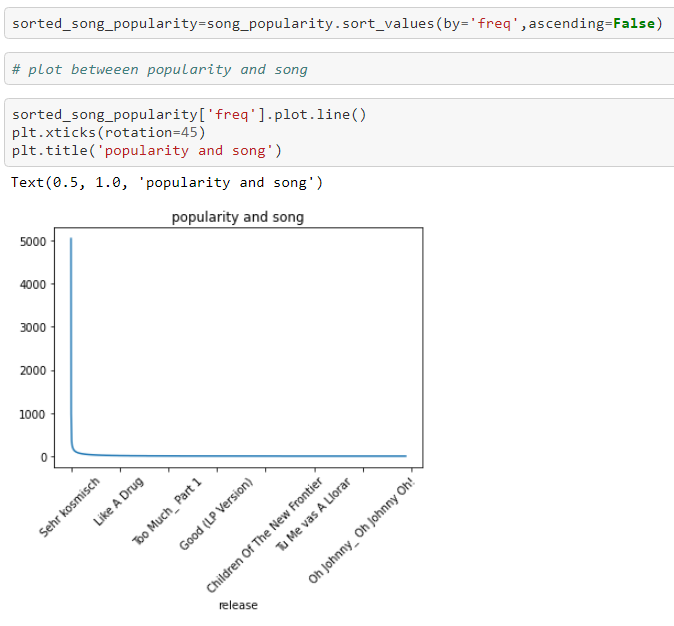 sorted_song_popularity=song_popularity.sort_values(by='freq',ascending=False)
# plot betweeen popularity and song
sorted_song_popularity['freq'].plot.line()
plt.xticks(rotation=45)
plt.title('popularity and song')
Text(0.5, 1.0, 'popularity and song')
popularity and song
5000
4000
3000
2000
1000
0
Sehr kosmisch
Like A Drug
Too Much_ Part 1
Good (LP Version)
Children Of The New Frontier
Tu Me vas A Llorar
Oh Johnny_ Oh Johnny Oh!
release